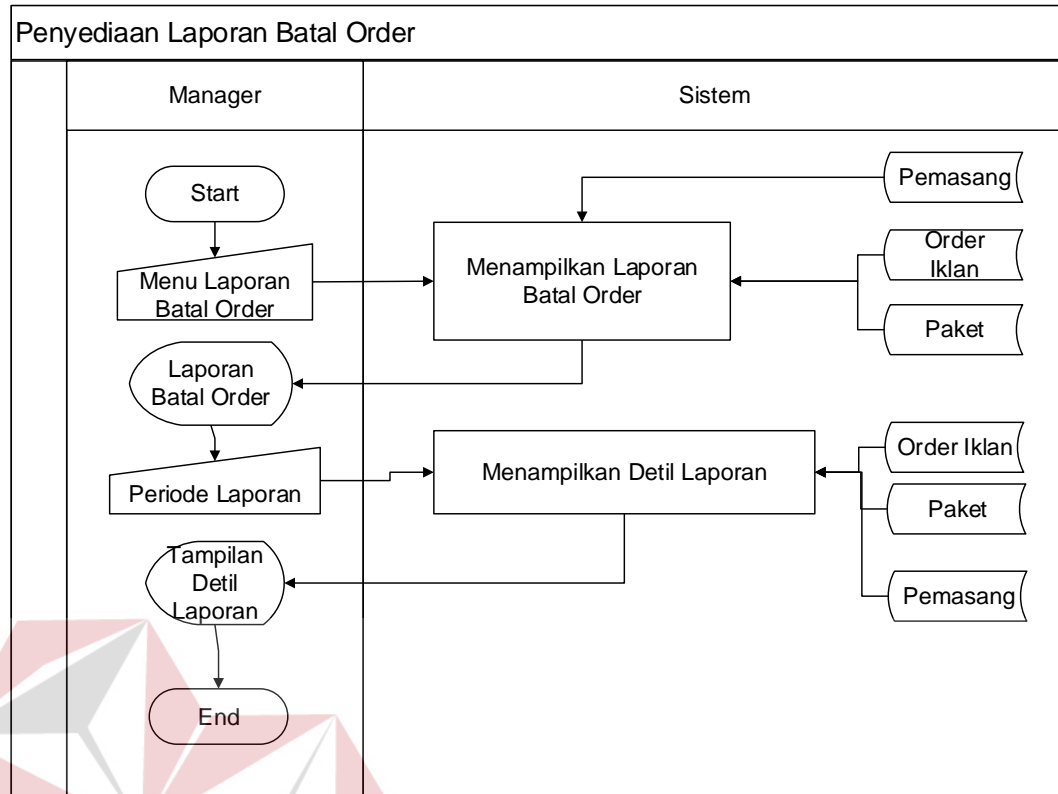 Penyediaan Laporan Batal Order
Manager
Sistem
Start
Pemasang
Menu Laporan
Batal Order
Menampilkan Laporan
Batal Order
Order
Iklan
Paket
Laporan
Batal Order
Periode Laporan
Menampilkan Detil Laporan
Order Iklan
Paket
Tampilan
Detil
Laporan
Pemasang
End